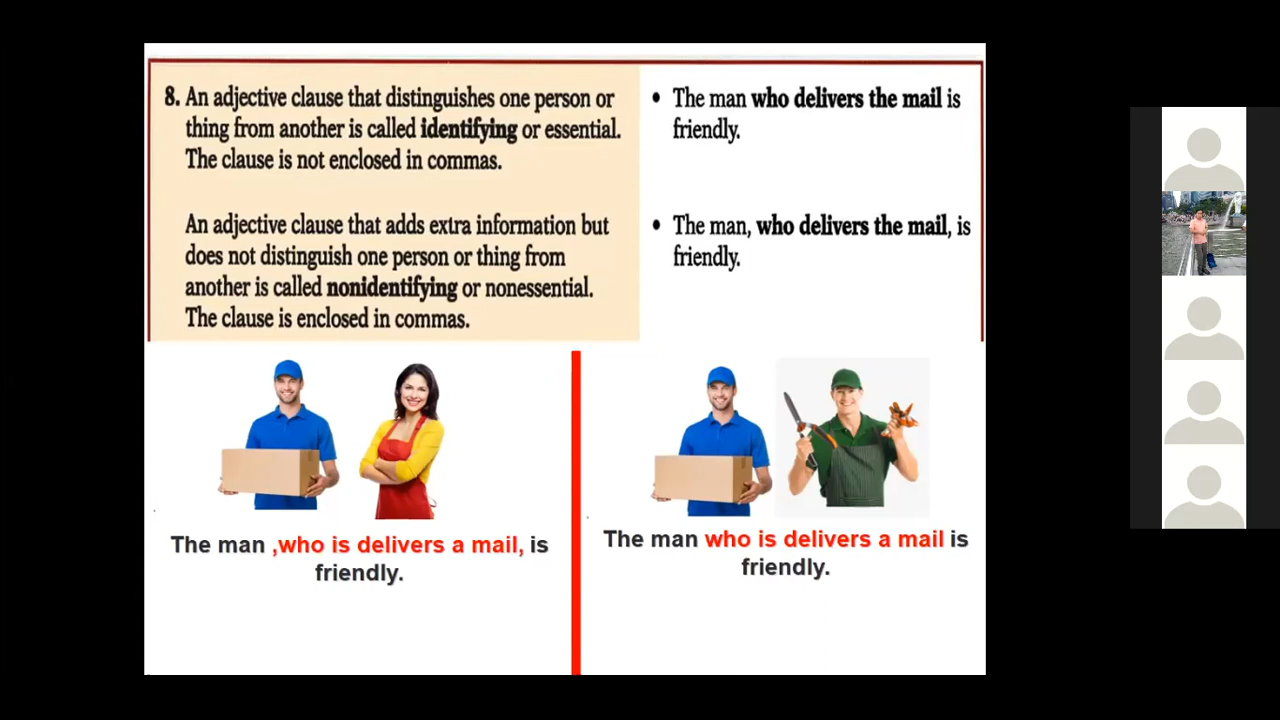 8. An adjective clause that distinguishes one person or
thing from another is called identifying or essential.
The clause is not enclosed in commas.
• The man who delivers the mail is
friendly.
An adjective clause that adds extra information but
does not distinguish one person or thing from
another is called nonidentifying or nonessential.
The clause is enclosed in commas.
• The man, who delivers the mail, is
friendly.
The man ,who is delivers a mail, is
friendly.
The man who is delivers a mail is
friendly.